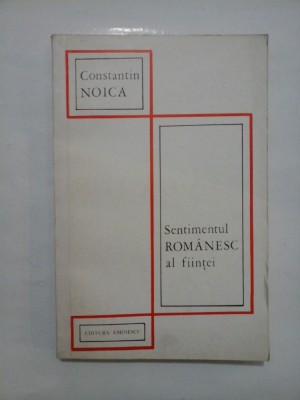 Constantin
NOICA
Sentimentul
ROMÂNESC
al ființei
EDITURA EMINESCU